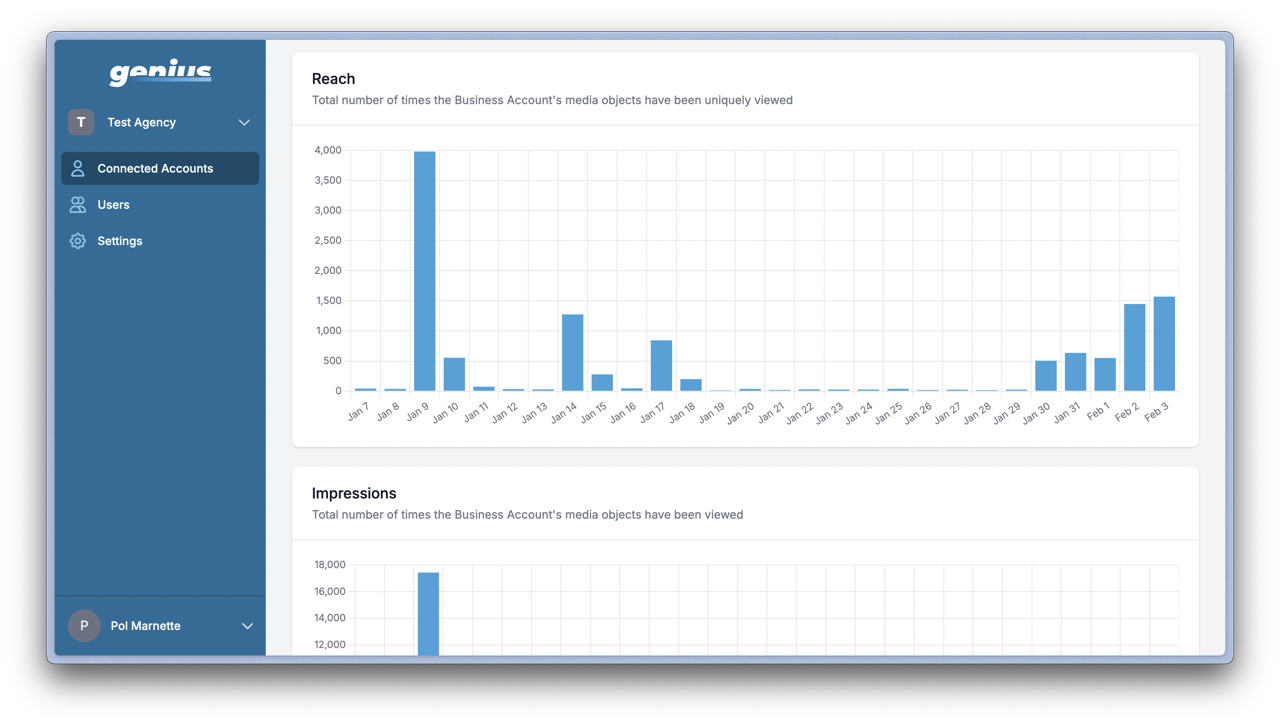 genius
T
Test Agency
Connected Accounts
Users
Settings
P
Pol Marnette
Reach
Total number of times the Business Account's media objects have been uniquely viewed
4,000
3,500
3,000
2,500
2,000
1,500
1,000
500
0
Jan 7
Jan 8
Jan 9
Jan 10
Jan 11
Jan 12
Jan 13
Jan 14
Jan 15
Jan 16
Jan 17
Jan 18
Jan 19
Jan 20
Jan 21
Jan 22
Jan 23
Jan 24
Jan 25
Jan 26
Jan 27
Jan 28
Jan 29
Jan 30
Jan 31
Feb 1
Feb 2
Feb 3
Impressions
Total number of times the Business Account's media objects have been viewed
18,000
16,000
14,000
12,000